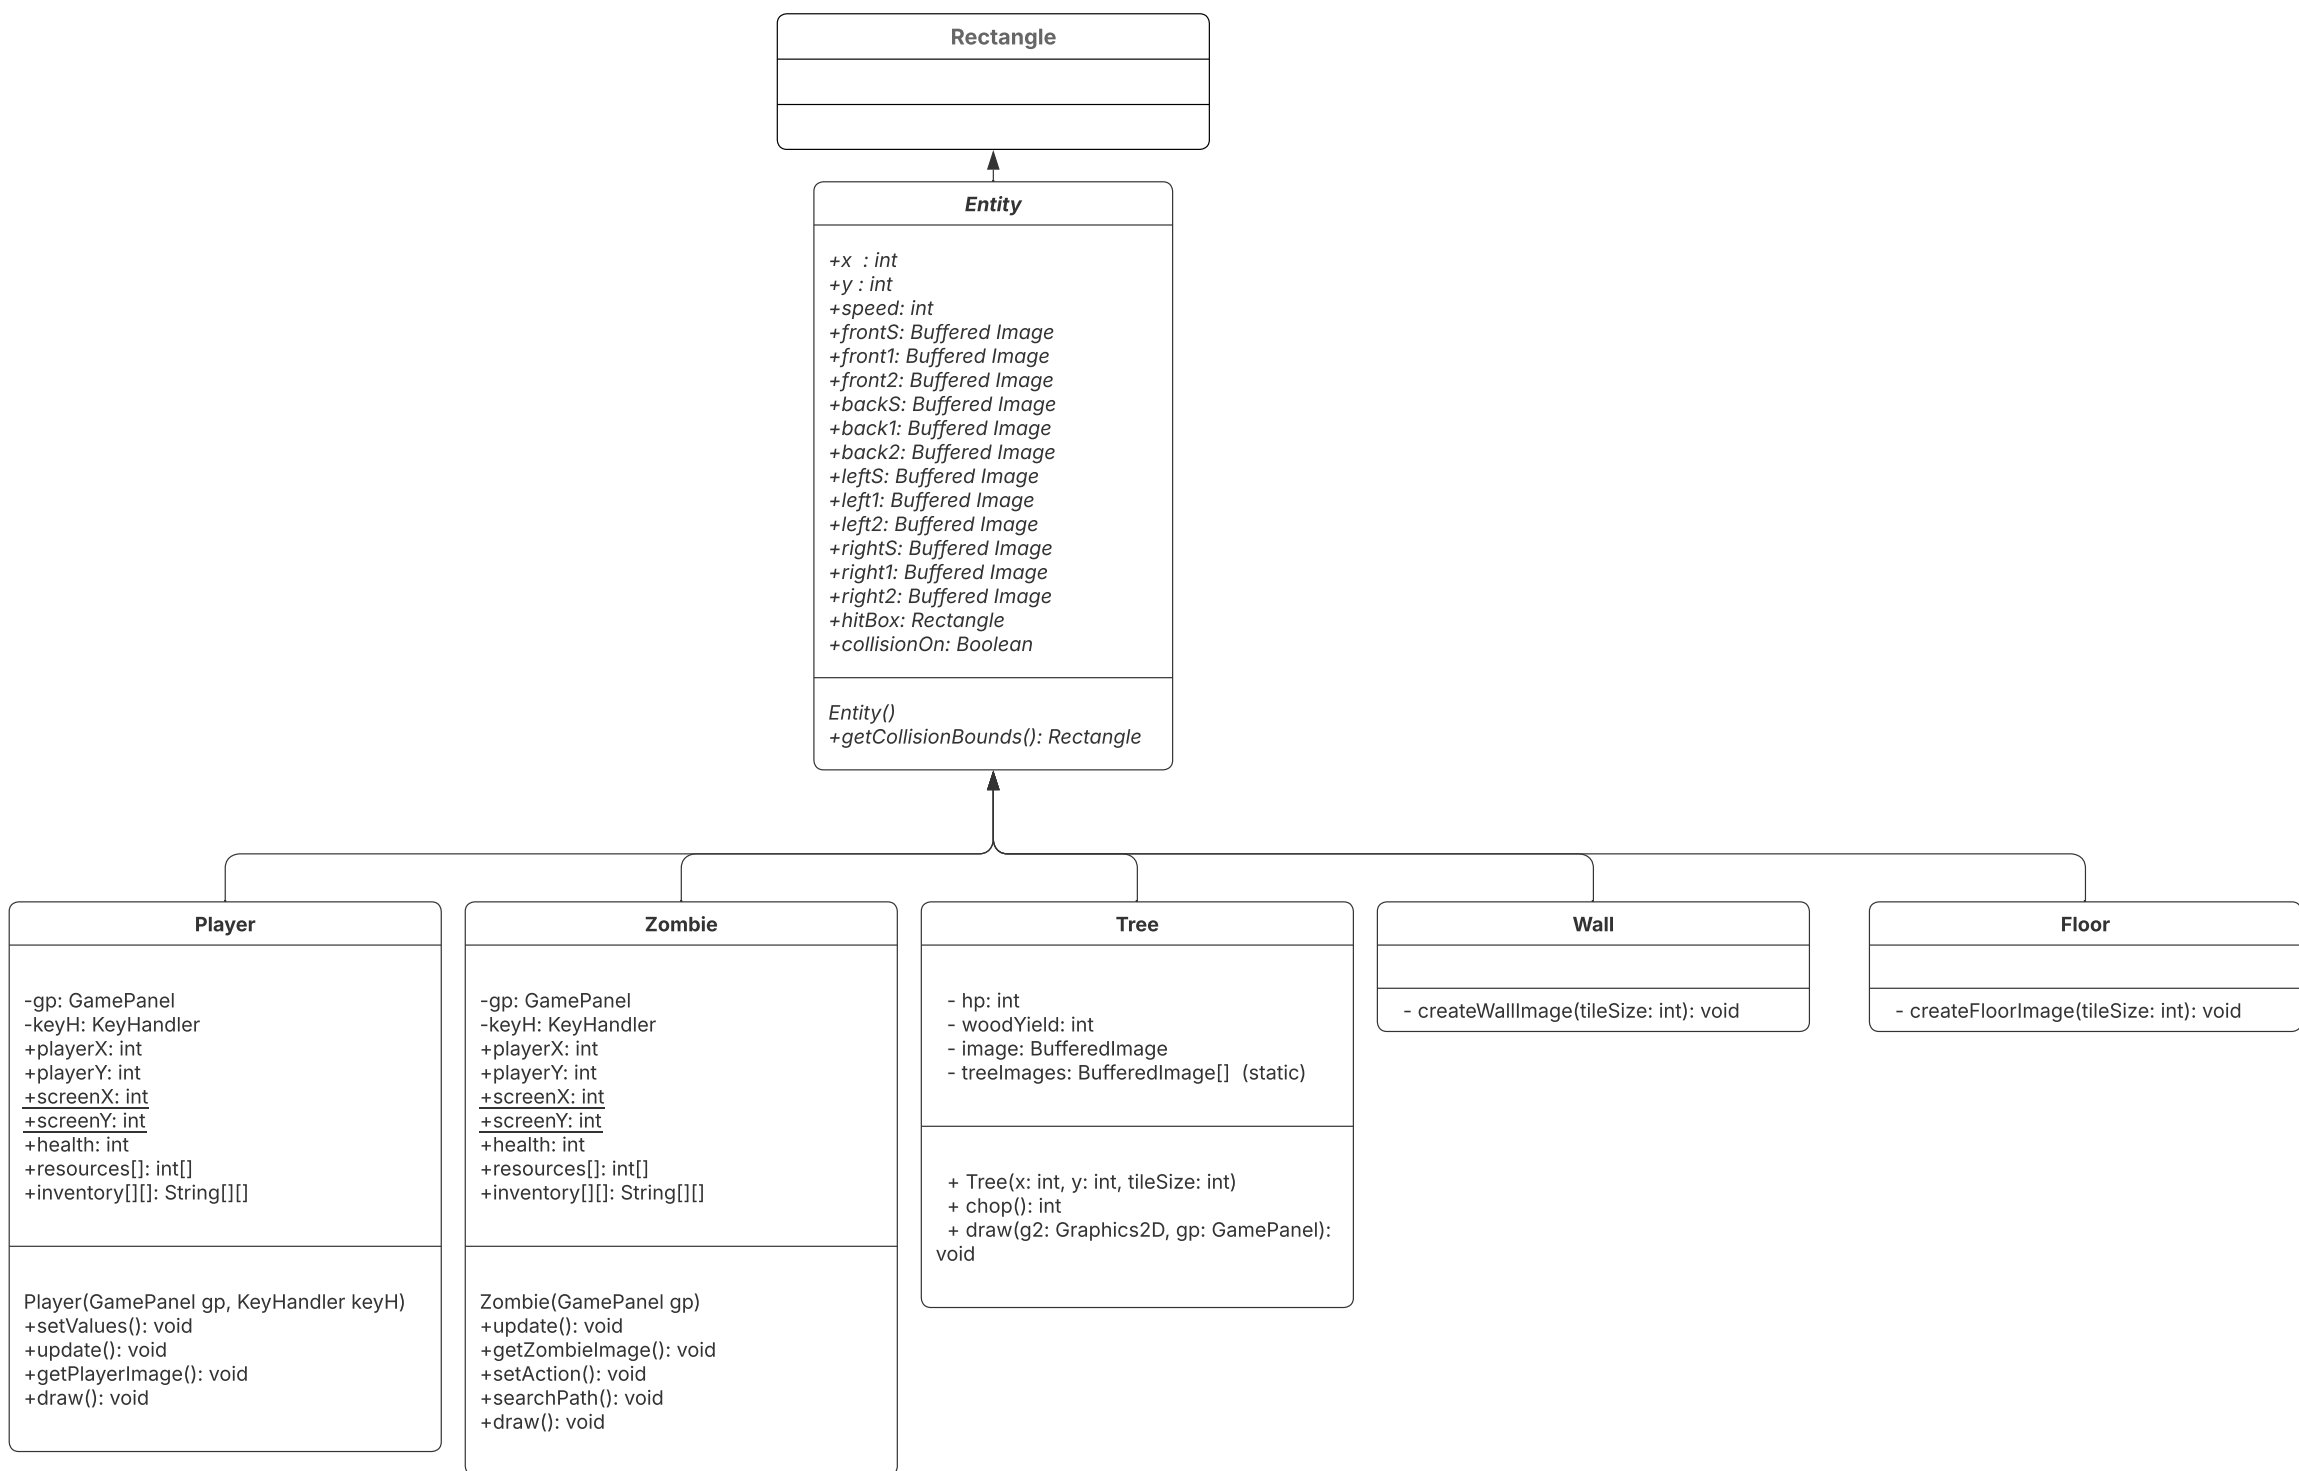 Rectangle
Entity
+x  : int
+y : int
+speed: int
+frontS: Buffered Image
+front1: Buffered Image
+front2: Buffered Image
+backS: Buffered Image
+back1: Buffered Image
+back2: Buffered Image
+leftS: Buffered Image
+left1: Buffered Image
+left2: Buffered Image
+rightS: Buffered Image
+right1: Buffered Image
+right2: Buffered Image
+hitBox: Rectangle
+collisionOn: Boolean
Entity()
+getCollisionBounds(): Rectangle
Player
-gp: GamePanel
-keyH: KeyHandler
+playerX: int
+playerY: int
+screenX: int
+screenY: int
+health: int
+resources[]: int[]
+inventory[][]: String[][]
Player(GamePanel gp, KeyHandler keyH)
+setValues(): void
+update(): void
+getPlayerImage(): void
+draw(): void
Zombie
-gp: GamePanel
-keyH: KeyHandler
+playerX: int
+playerY: int
+screenX: int
+screenY: int
+health: int
+resources[]: int[]
+inventory[][]: String[][]
Zombie(GamePanel gp)
+update(): void
+getZombieImage(): void
+setAction(): void
+searchPath(): void
+draw(): void
Tree
- hp: int
- woodYield: int
- image: BufferedImage
- treeImages: BufferedImage[]  (static)
+ Tree(x: int, y: int, tileSize: int)
+ chop(): int
+ draw(g2: Graphics2D, gp: GamePanel):
void
Wall
- createWallImage(tileSize: int): void
Floor
- createFloorImage(tileSize: int): void